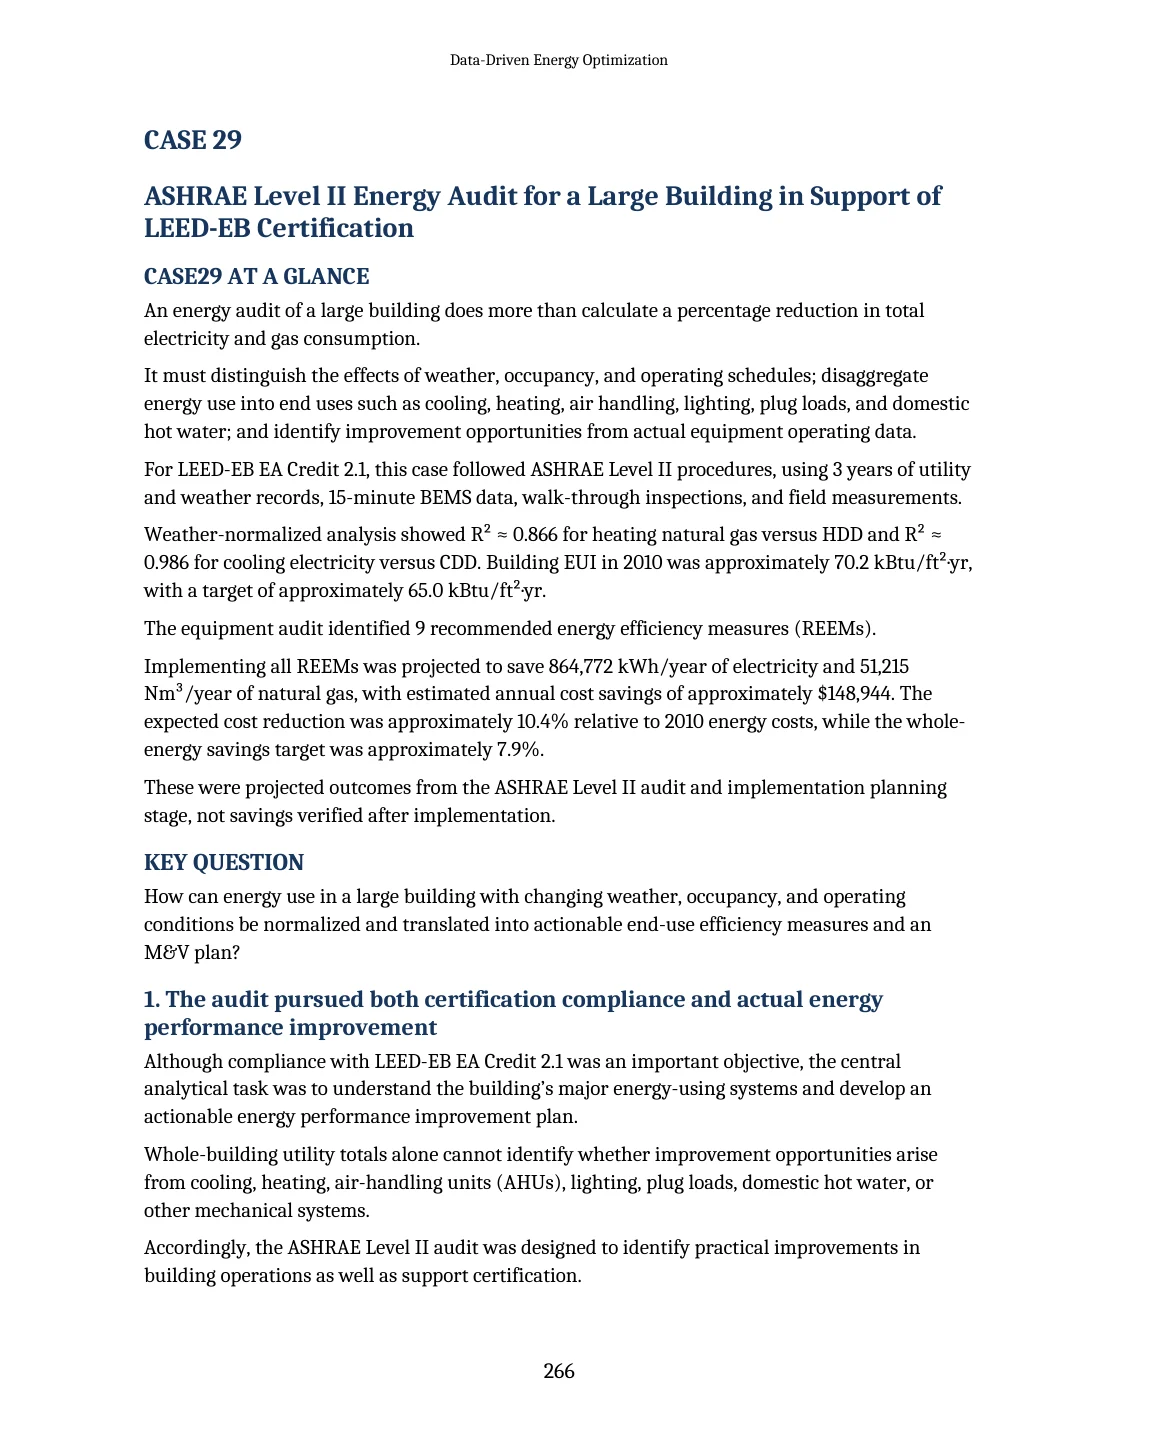 Data-Driven Energy Optimization
CASE 29
ASHRAE Level II Energy Audit for a Large Building in Support of
LEED-EB Certification
CASE29 AT A GLANCE
An energy audit of a large building does more than calculate a percentage reduction in total
electricity and gas consumption.
It must distinguish the effects of weather, occupancy, and operating schedules; disaggregate
energy use into end uses such as cooling, heating, air handling, lighting, plug loads, and domestic
hot water; and identify improvement opportunities from actual equipment operating data.
For LEED-EB EA Credit 2.1, this case followed ASHRAE Level II procedures, using 3 years of utility
and weather records, 15-minute BEMS data, walk-through inspections, and field measurements.
Weather-normalized analysis showed R² ≈ 0.866 for heating natural gas versus HDD and R² ≈
0.986 for cooling electricity versus CDD. Building EUI in 2010 was approximately 70.2 kBtu/ft²·yr,
with a target of approximately 65.0 kBtu/ft²·yr.
The equipment audit identified 9 recommended energy efficiency measures (REEMs).
Implementing all REEMs was projected to save 864,772 kWh/year of electricity and 51,215
Nm³/year of natural gas, with estimated annual cost savings of approximately $148,944. The
expected cost reduction was approximately 10.4% relative to 2010 energy costs, while the whole-
energy savings target was approximately 7.9%.
These were projected outcomes from the ASHRAE Level II audit and implementation planning
stage, not savings verified after implementation.
KEY QUESTION
How can energy use in a large building with changing weather, occupancy, and operating
conditions be normalized and translated into actionable end-use efficiency measures and an
M&V plan?
1. The audit pursued both certification compliance and actual energy
performance improvement
Although compliance with LEED-EB EA Credit 2.1 was an important objective, the central
analytical task was to understand the building’s major energy-using systems and develop an
actionable energy performance improvement plan.
Whole-building utility totals alone cannot identify whether improvement opportunities arise
from cooling, heating, air-handling units (AHUs), lighting, plug loads, domestic hot water, or
other mechanical systems.
Accordingly, the ASHRAE Level II audit was designed to identify practical improvements in
building operations as well as support certification.
266